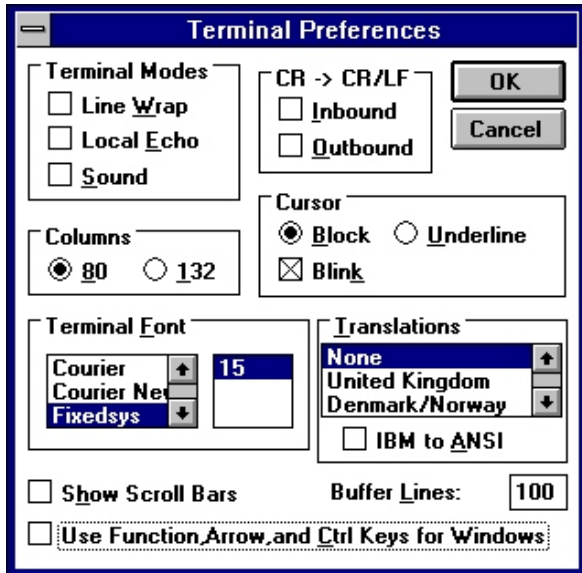 Terminal Preferences
Terminal Modes
Line Wrap
Local Echo
Sound
CR -> CR/LF
Inbound
Outbound
OK
Cancel
Columns
80 132
Cursor
Block Underline
Blink
Terminal Font
Courier
Courier New
Fixedsys
15
Translations
None
United Kingdom
Denmark/Norway
IBM to ANSI
Show Scroll Bars
Buffer Lines: 100
Use Function,Arrow,and Ctrl Keys for Windows